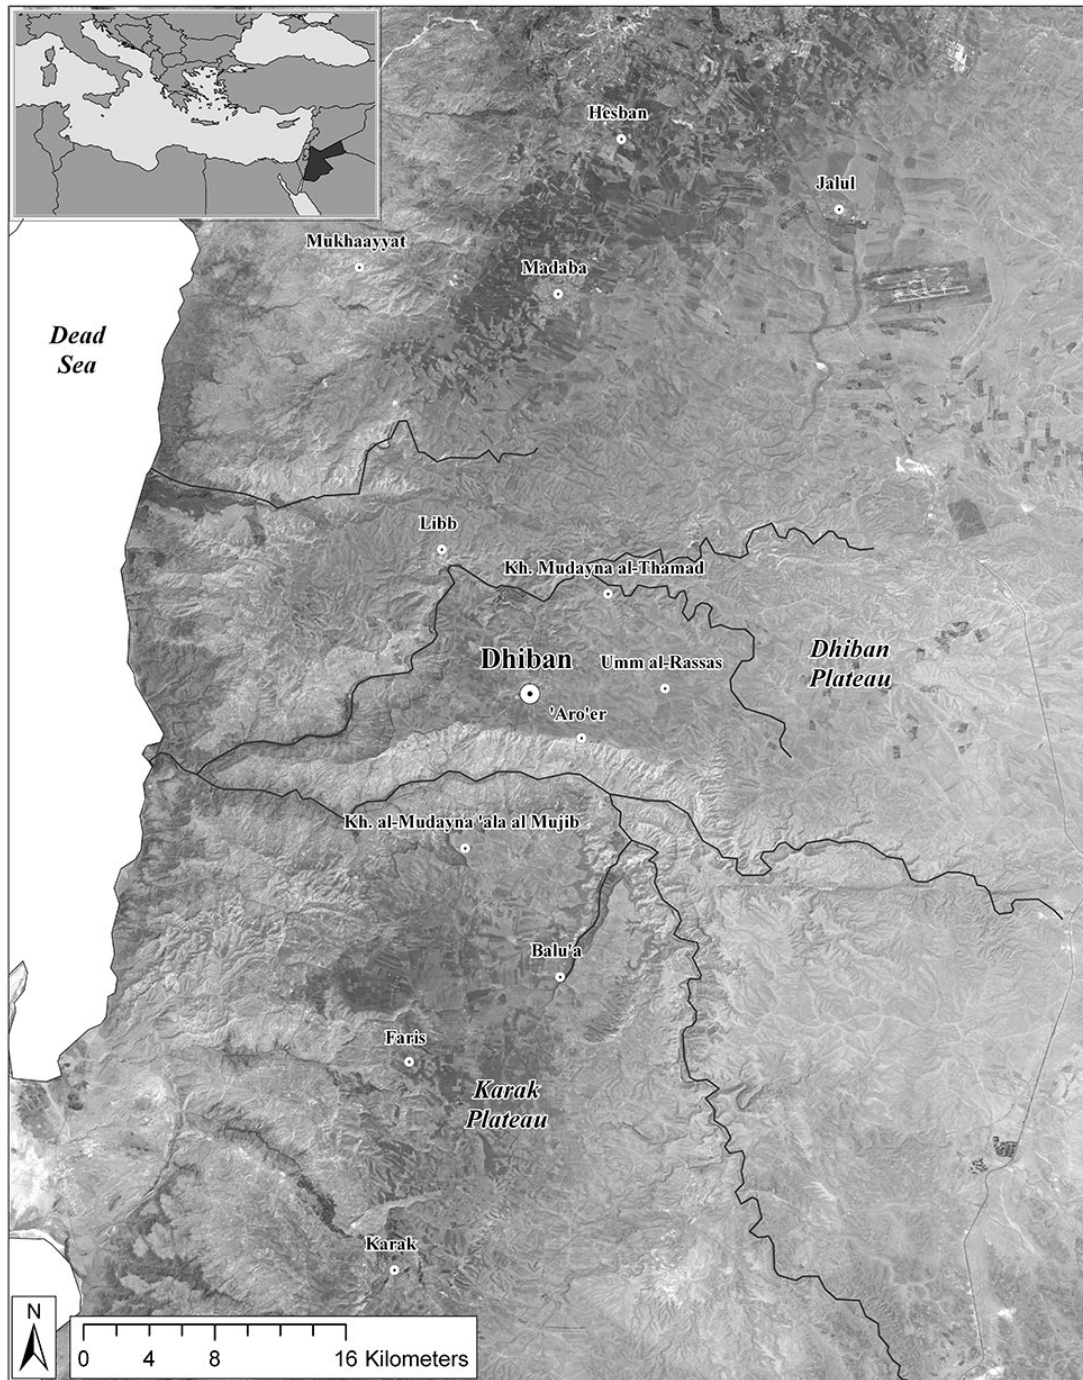 Hesban
Jalul
Mukhaayyat
Madaba
Dead
Sea
Libb
Kh. Mudayna al-Thamad
Dhiban
Umm al-Rassas
Dhiban
Plateau
'Aro'er
Kh. al-Mudayna 'ala al Mujib
Balu'a
Faris
Karak
Plateau
Karak
N
0 4 8 16 Kilometers